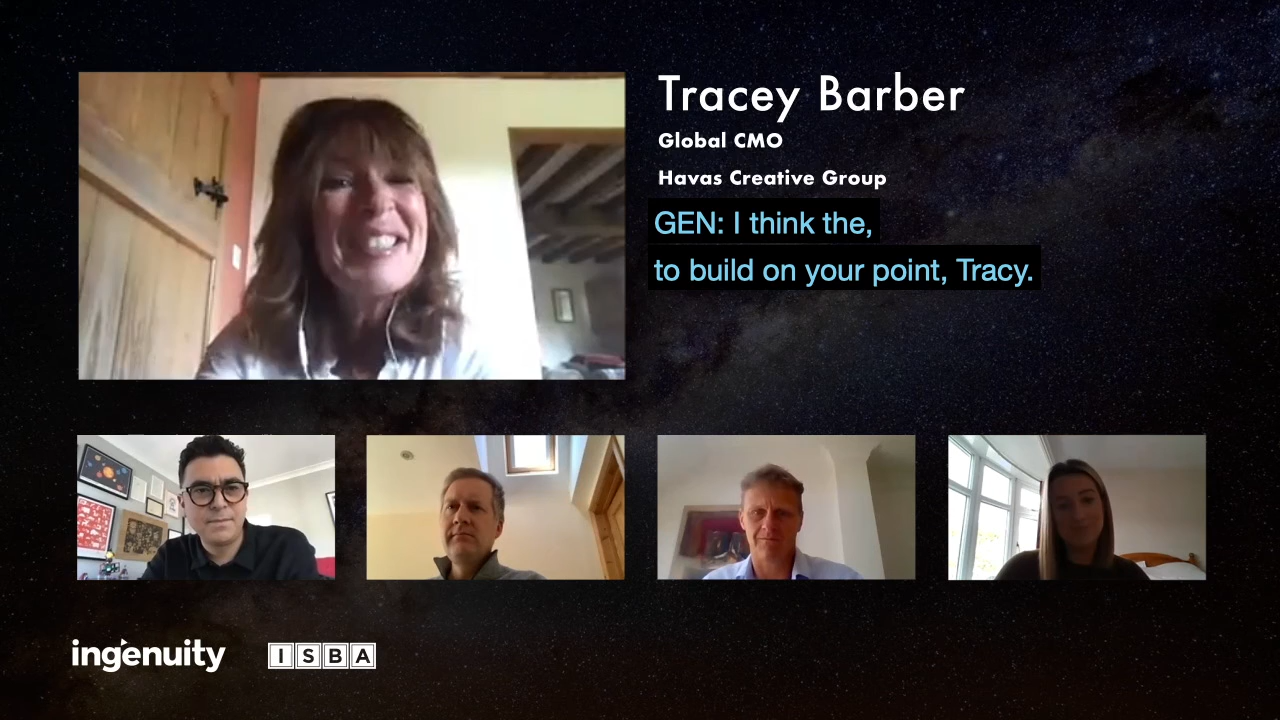 Tracey Barber
Global CMO
Havas Creative Group
GEN: I think the,
to build on your point, Tracy.
ingenuity
ISBA